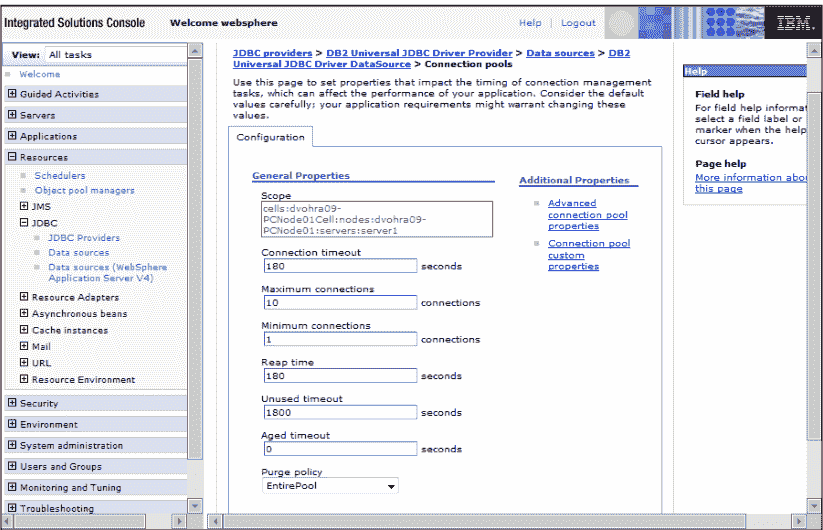 Integrated Solutions Console Welcome websphere Help | Logout IBM.
View: All tasks
Welcome
Guided Activities
Servers
Applications
Resources
Schedulers
Object pool managers
JMS
JDBC
JDBC Providers
Data sources
Data sources (WebSphere
Application Server V4)
Resource Adapters
Asynchronous beans
Cache instances
Mail
URL
Resource Environment
Security
Environment
System administration
Users and Groups
Monitoring and Tuning
Troubleshooting
JDBC providers > DB2 Universal JDBC Driver Provider > Data sources > DB2
Universal JDBC Driver DataSource > Connection pools
Use this page to set properties that impact the timing of connection management
tasks, which can affect the performance of your application. Consider the default
values carefully; your application requirements might warrant changing these
values.
Configuration
General Properties
Scope
cells:dvohra09-
PCNode01Cell:nodes:dvohra09-
PCNode01:servers:server1
Connection timeout
180 seconds
Maximum connections
10 connections
Minimum connections
1 connections
Reap time
180 seconds
Unused timeout
1800 seconds
Aged timeout
0 seconds
Purge policy
EntirePool
Additional Properties
Advanced
connection pool
properties
Connection pool
custom
properties
Help
Field help
For field help informat
select a field label or
marker when the help
cursor appears.
Page help
More information abou
this page